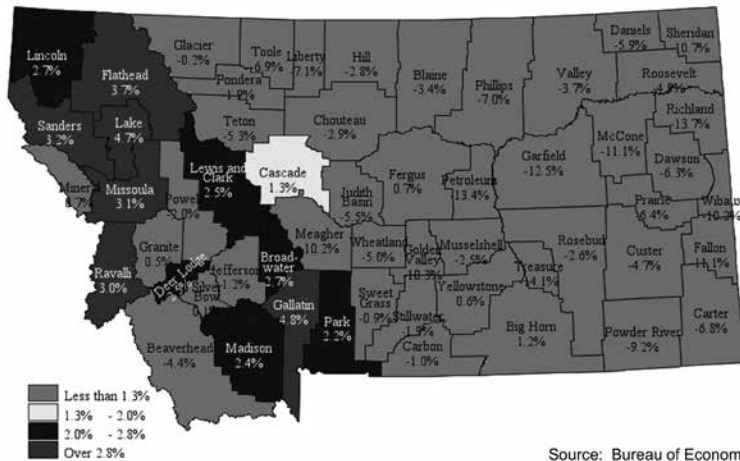 Lincoln
2.7%
Flathead
3.7%
Glacier
-0.2%
Toole
-6.9%
Liberty
-7.1%
Hill
-2.8%
Blaine
-3.4%
Phillips
-7.0%
Valley
-3.7%
Daniels
-5.9%
Sheridan
0.7%
Roosevelt
Pondera
Teton
-5.3%
Chouteau
-2.9%
Sanders
3.2%
Lake
4.7%
Lewis and
Clark
2.5%
Cascade
1.3%
Judith
Basin
-5.5%
Fergus
0.7%
Petroleum
-13.4%
Garfield
-12.5%
McCone
-11.1%
Richland
-13.7%
Dawson
-6.3%
Prairie
-6.4%
Wibaux
-10.3%
Missoula
3.1%
Granite
0.5%
Ravalli
3.0%
Deer Lodge
Silver
Bow
Jefferson
Broad-
water
2.7%
Meagher
-10.2%
Wheatland
-5.0%
Golden
Valley
-10.3%
Musselshell
-2.5%
Rosebud
-2.6%
Treasure
Custer
-4.7%
Fallon
Gallatin
4.8%
Park
2.2%
Sweet
Grass
-0.9%
Stillwater
Yellowstone
0.6%
Big Horn
1.2%
Carbon
-1.0%
Powder River
-9.2%
Carter
-6.8%
Beaverhead
-4.4%
Madison
2.4%
Less than 1.3%
1.3% - 2.0%
2.0% - 2.8%
Over 2.8%
Source: Bureau of Econom